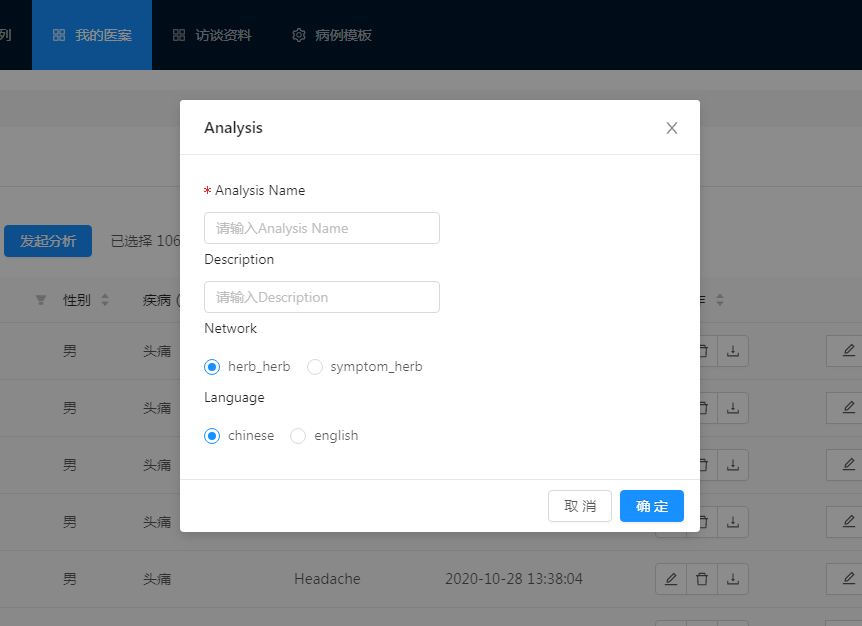 列 我的医案 访谈资料 病例模板
Analysis
* Analysis Name
请输入Analysis Name
发起分析 已选择 106
Description
请输入Description
性别 疾病 (
Network
男 头痛
herb_herb symptom_herb
Language
男 头痛
chinese english
男 头痛
取 消 确 定
男 头痛
男 头痛 Headache 2020-10-28 13:38:04